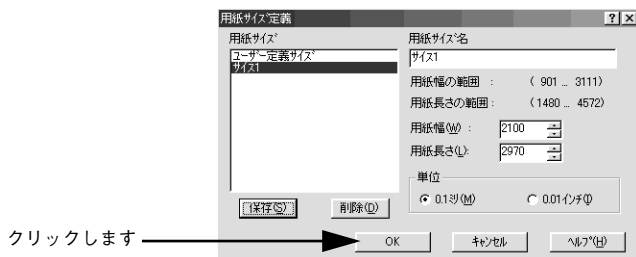 用紙サイズ定義
用紙サイズ
ユーザー定義サイズ
サイズ1
用紙サイズ名
サイズ1
用紙幅の範囲： ( 901 .. 3111)
用紙長さの範囲： (1480 .. 4572)
用紙幅(W)： 2100
用紙長さ(L): 2970
単位
0.1ミリ(M) 0.01インチ(I)
保存(S) 削除(D)
クリックします
OK キャンセル ヘルプ(H)